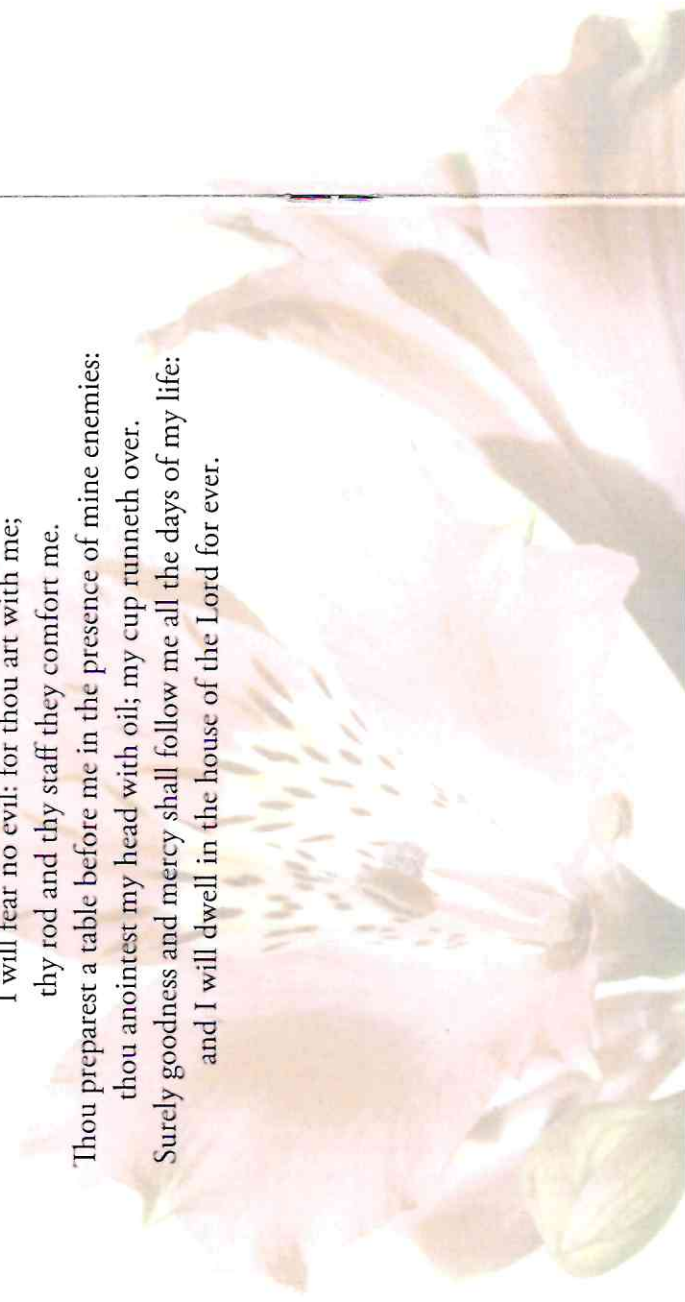 I will fear no evil: for thou art with me;
thy rod and thy staff they comfort me.
Thou preparest a table before me in the presence of mine enemies:
thou anointest my head with oil; my cup runneth over.
Surely goodness and mercy shall follow me all the days of my life:
and I will dwell in the house of the Lord for ever.